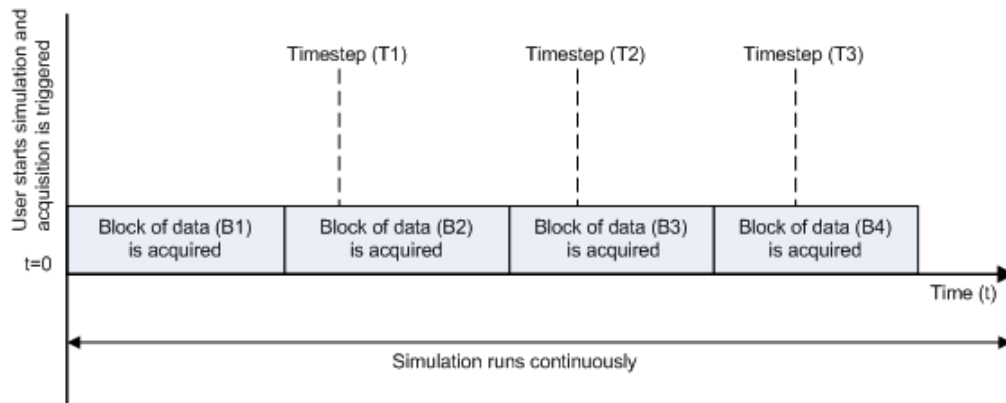 User starts simulation and
acquisition is triggered
Timestep (T1)
Timestep (T2)
Timestep (T3)
Block of data (B1)
is acquired
Block of data (B2)
is acquired
Block of data (B3)
is acquired
Block of data (B4)
is acquired
t=0
Time (t)
Simulation runs continuously